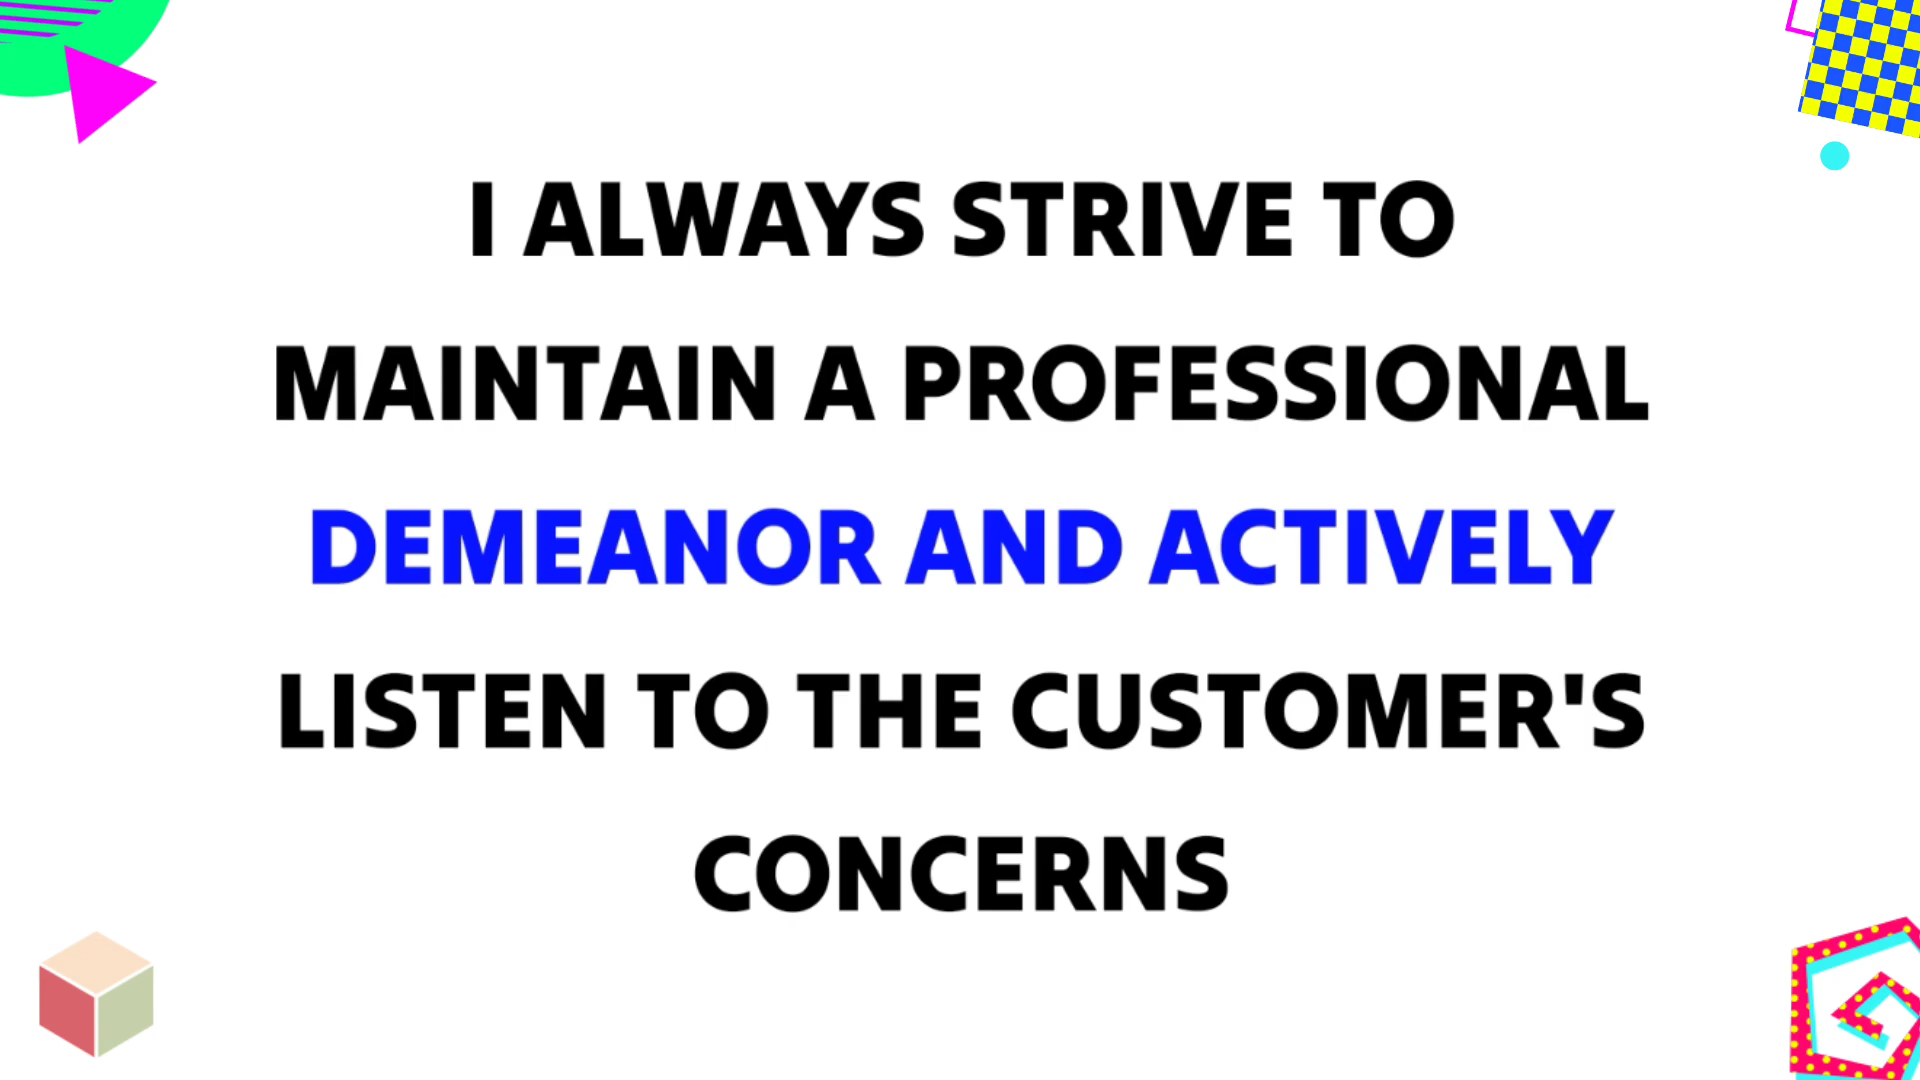 I ALWAYS STRIVE TO
MAINTAIN A PROFESSIONAL
DEMEANOR AND ACTIVELY
LISTEN TO THE CUSTOMER'S
CONCERNS